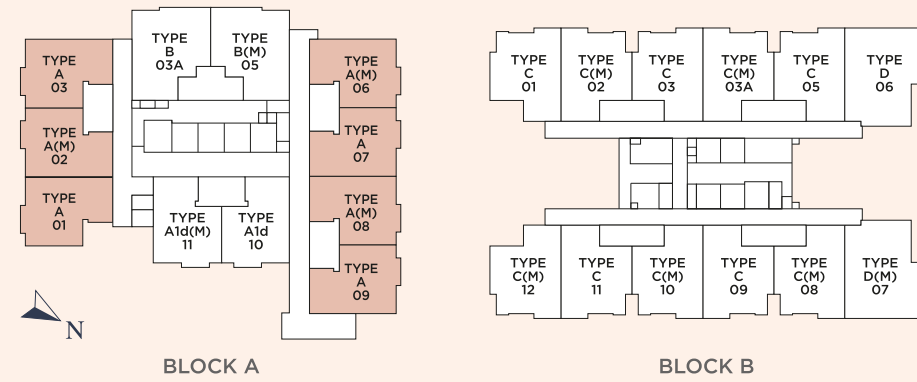 TYPE
A
03
TYPE
A(M)
02
TYPE
A
01
TYPE
B
03A
TYPE
B(M)
05
TYPE
A1d(M)
11
TYPE
A1d
10
TYPE
A(M)
06
TYPE
A
07
TYPE
A(M)
08
TYPE
A
09
N
BLOCK A
TYPE
C
01
TYPE
C(M)
02
TYPE
C
03
TYPE
C(M)
03A
TYPE
C
05
TYPE
D
06
TYPE
C(M)
12
TYPE
C
11
TYPE
C(M)
10
TYPE
C
09
TYPE
C(M)
08
TYPE
D(M)
07
BLOCK B